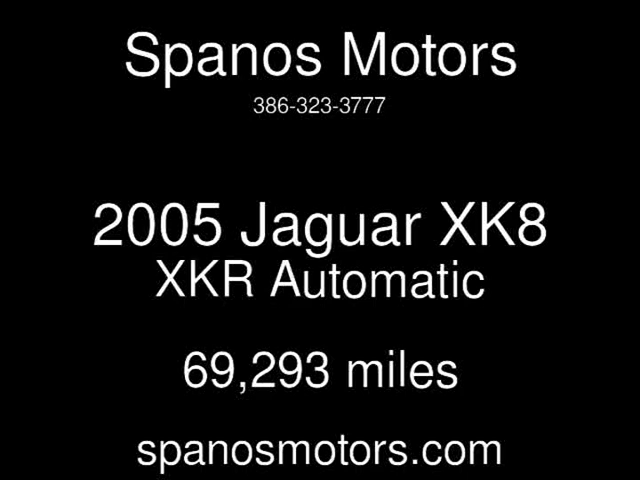 Spanos Motors
386-323-3777
2005 Jaguar XK8
XKR Automatic
69,293 miles
spanosmotors.com